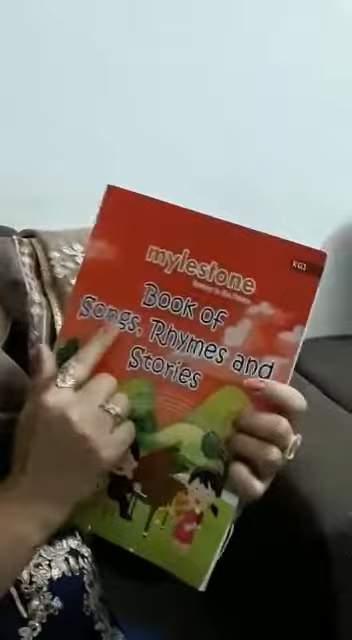 mylestone
KG1
Book of
Songs, Rhymes and
Stories